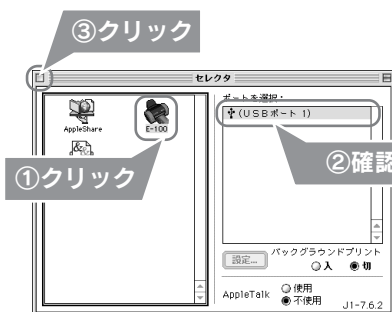 ③クリック
セレクタ
ポートを選択：
AppleShare
E-100
(USBポート 1)
①クリック
②確認
設定...
バックグラウンドプリント
入 切
AppleTalk
使用
不使用
J1-7.6.2